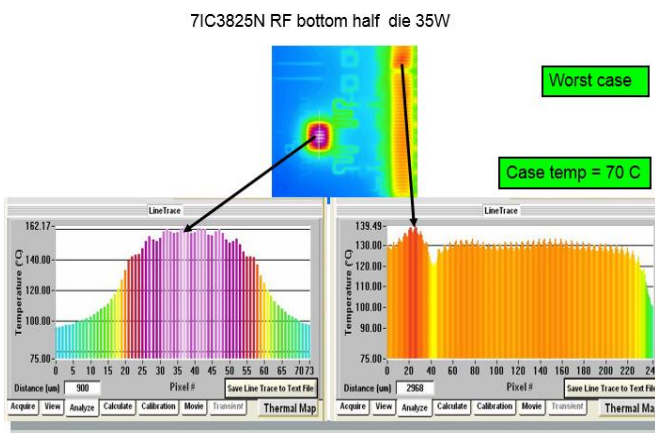 7IC3825N RF bottom half die 35W
Worst case
Case temp = 70 C
LineTrace
162.17
140.00
120.00
100.00
75.00
Temperature (°C)
0 5 10 15 20 25 30 35 40 45 50 55 60 65 7073
Distance (um) 900 Pixel # Save Line Trace to Text File
Acquire View Analyze Calculate Calibration Movie Transient Thermal Map
LineTrace
139.49
130.00
120.00
110.00
100.00
90.00
75.00
Temperature (°C)
0 20 40 60 80 100 120 140 160 180 200 220 24
Distance (um) 2968 Pixel # Save Line Trace to Text File
Acquire View Analyze Calculate Calibration Movie Transient Thermal Ma